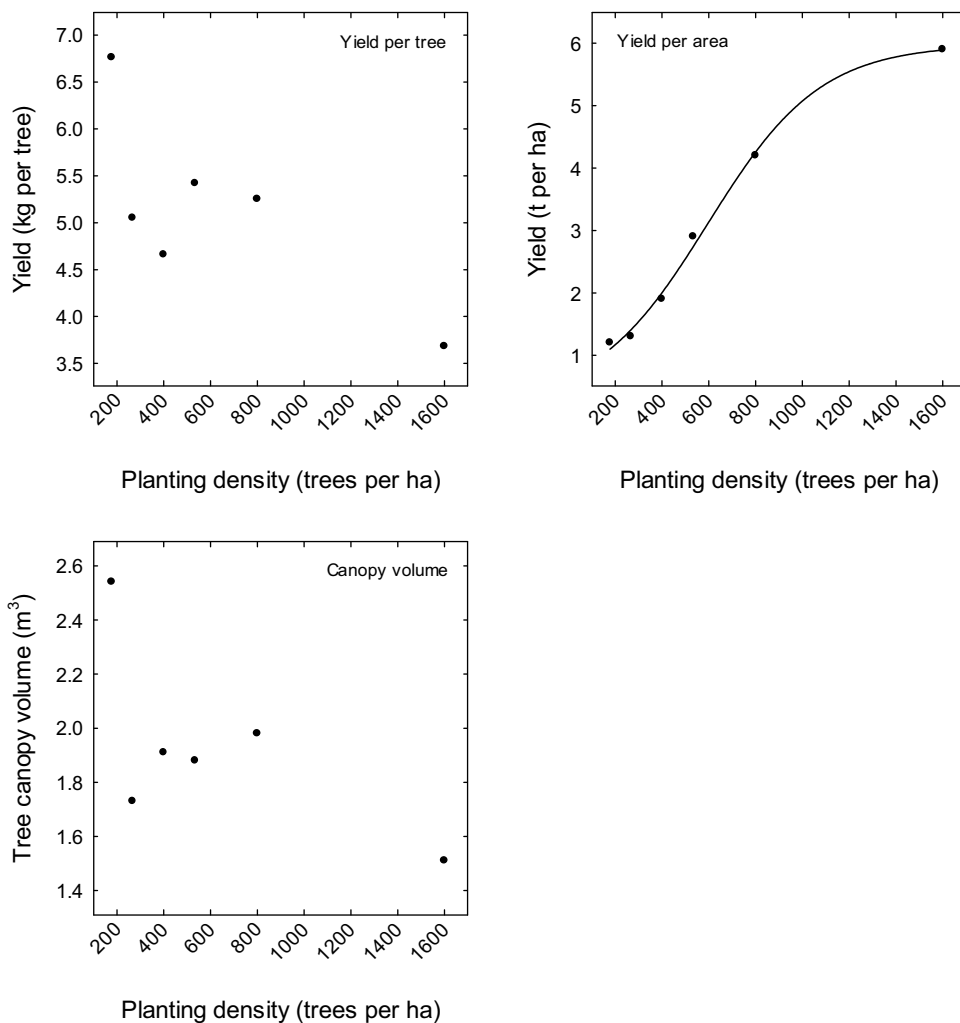 Yield per tree
7.0
6.5
6.0
5.5
5.0
4.5
4.0
3.5
Yield (kg per tree)
200 400 600 800 1000 1200 1400 1600
Planting density (trees per ha)
Yield per area
6
5
4
3
2
1
Yield (t per ha)
200 400 600 800 1000 1200 1400 1600
Planting density (trees per ha)
Canopy volume
2.6
2.4
2.2
2.0
1.8
1.6
1.4
Tree canopy volume (m³)
200 400 600 800 1000 1200 1400 1600
Planting density (trees per ha)